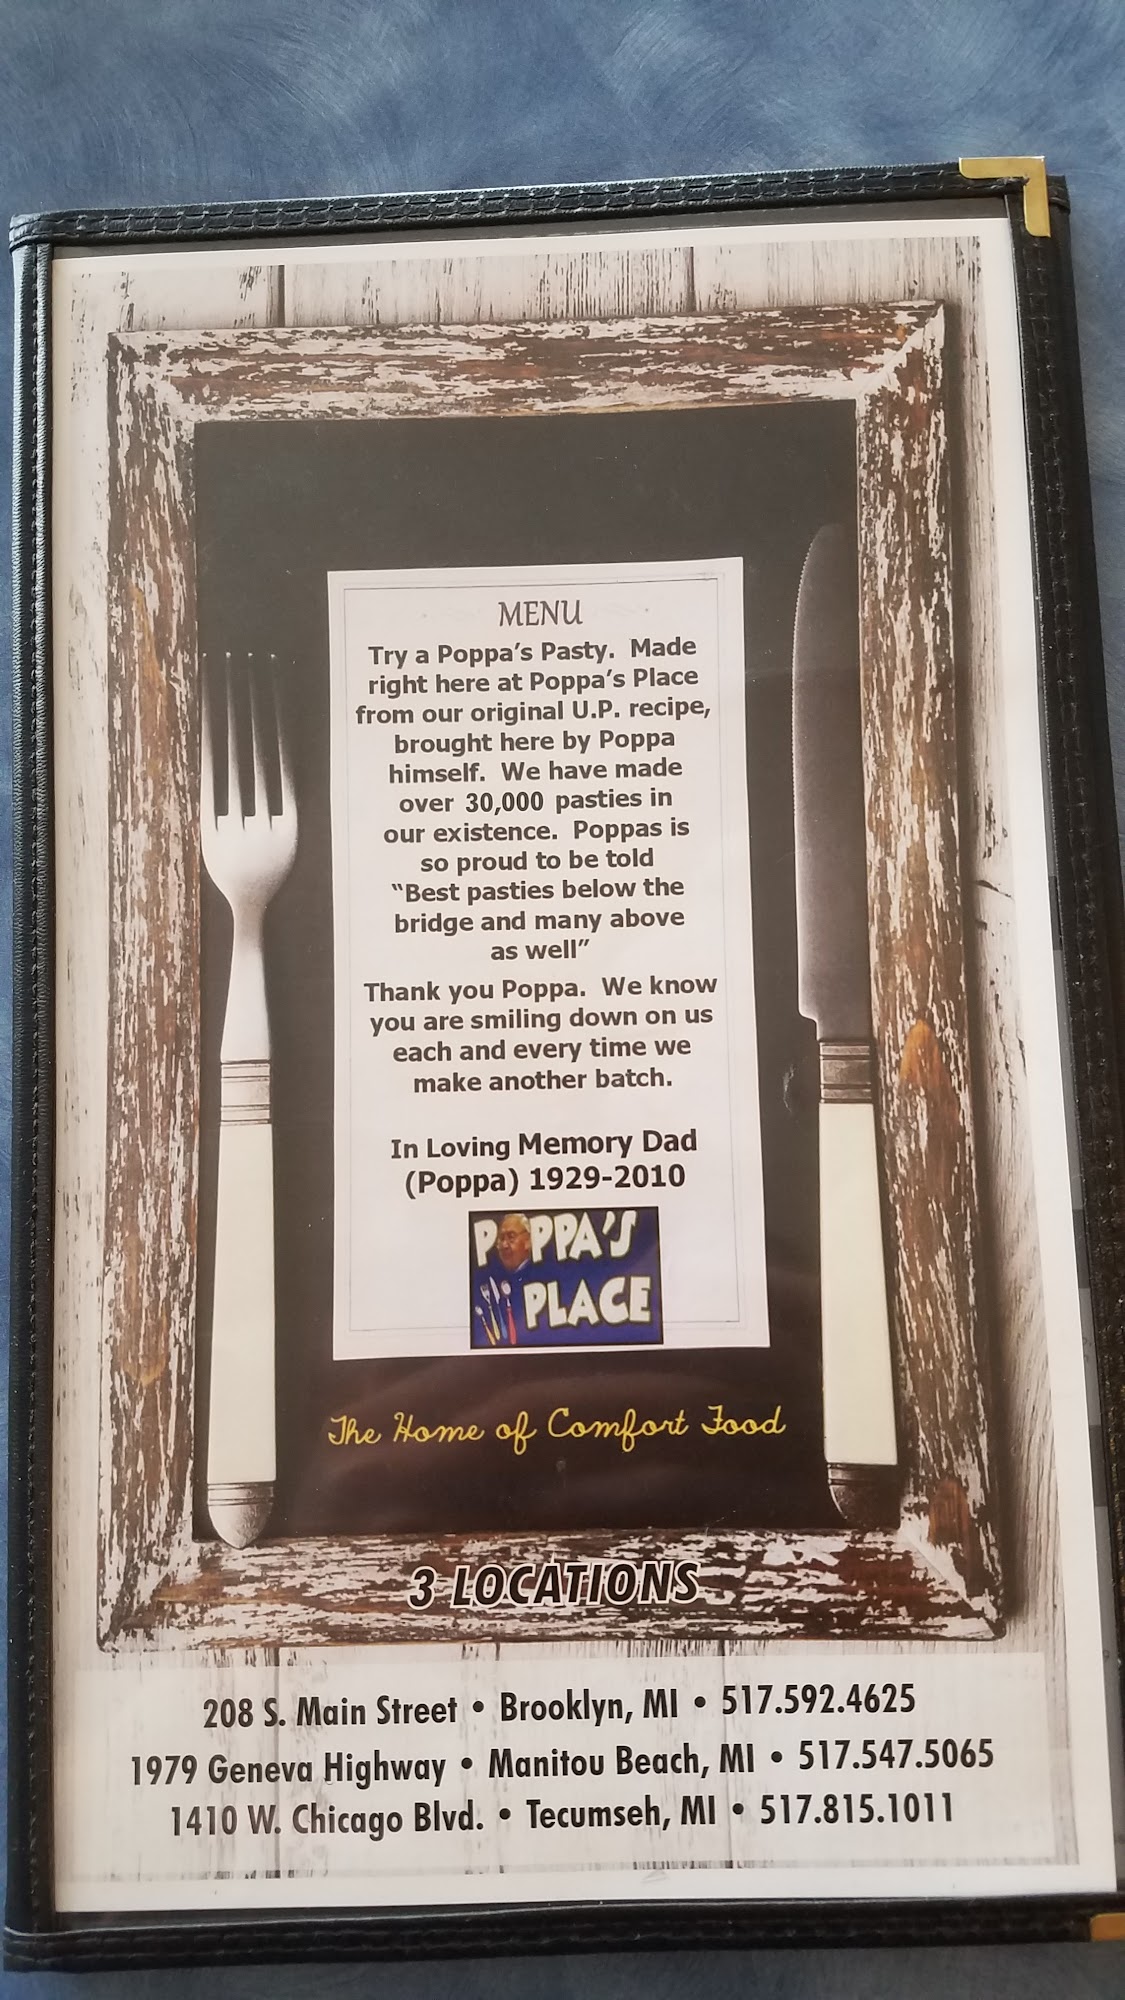 MENU
Try a Poppa's Pasty. Made
right here at Poppa's Place
from our original U.P. recipe,
brought here by Poppa
himself. We have made
over 30,000 pasties in
our existence. Poppas is
so proud to be told
"Best pasties below the
bridge and many above
as well"
Thank you Poppa. We know
you are smiling down on us
each and every time we
make another batch.
In Loving Memory Dad
(Poppa) 1929-2010
POPPA'S
PLACE
The Home of Comfort Food
3 LOCATIONS
208 S. Main Street • Brooklyn, MI • 517.592.4625
1979 Geneva Highway • Manitou Beach, MI • 517.547.5065
1410 W. Chicago Blvd. • Tecumseh, MI • 517.815.1011